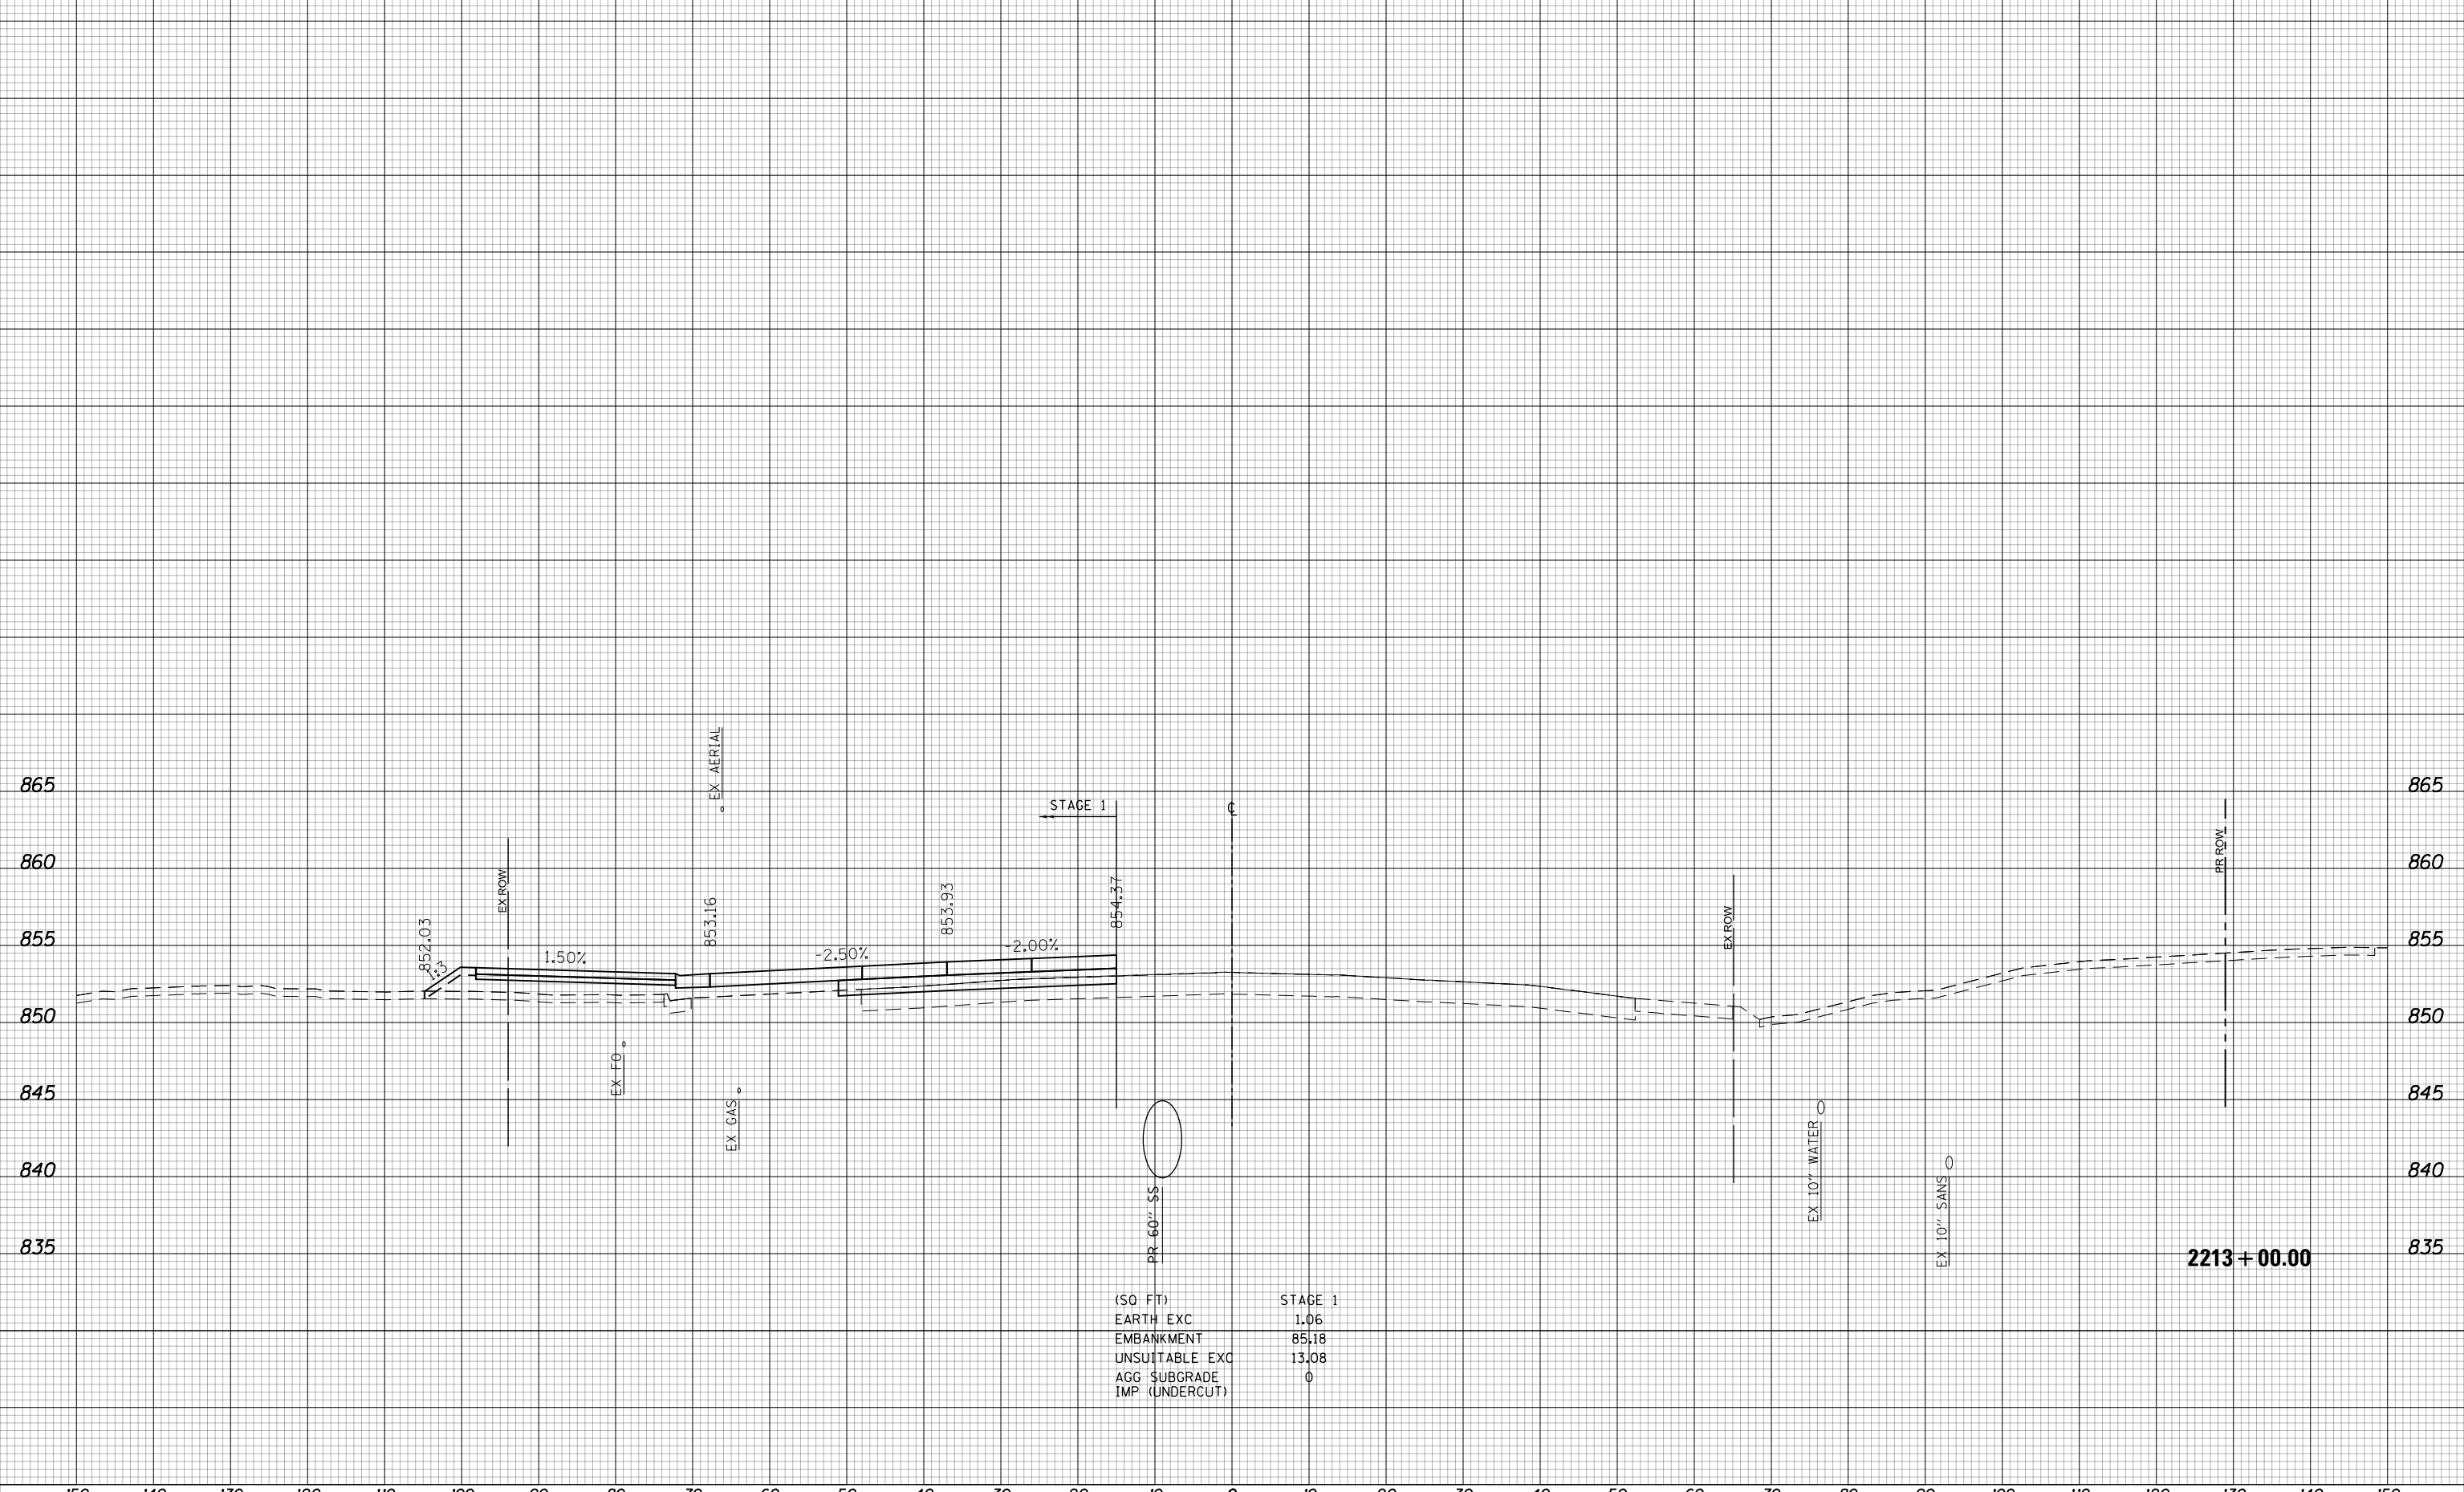 EX AERIAL
865
865
STAGE 1
℄
860
EX ROW
PR ROW
860
852.03
853.16
853.93
854.37
EX ROW
855
1:3
1.50%
-2.50%
-2.00%
855
850
850
EX FO
845
EX GAS
845
840
EX 10" WATER
840
PR 60" SS
EX 10" SANS
835
835
2213+00.00
(SQ FT) STAGE 1
EARTH EXC 1.06
EMBANKMENT 85.18
UNSUITABLE EXC 13.08
AGG SUBGRADE 0
IMP (UNDERCUT)